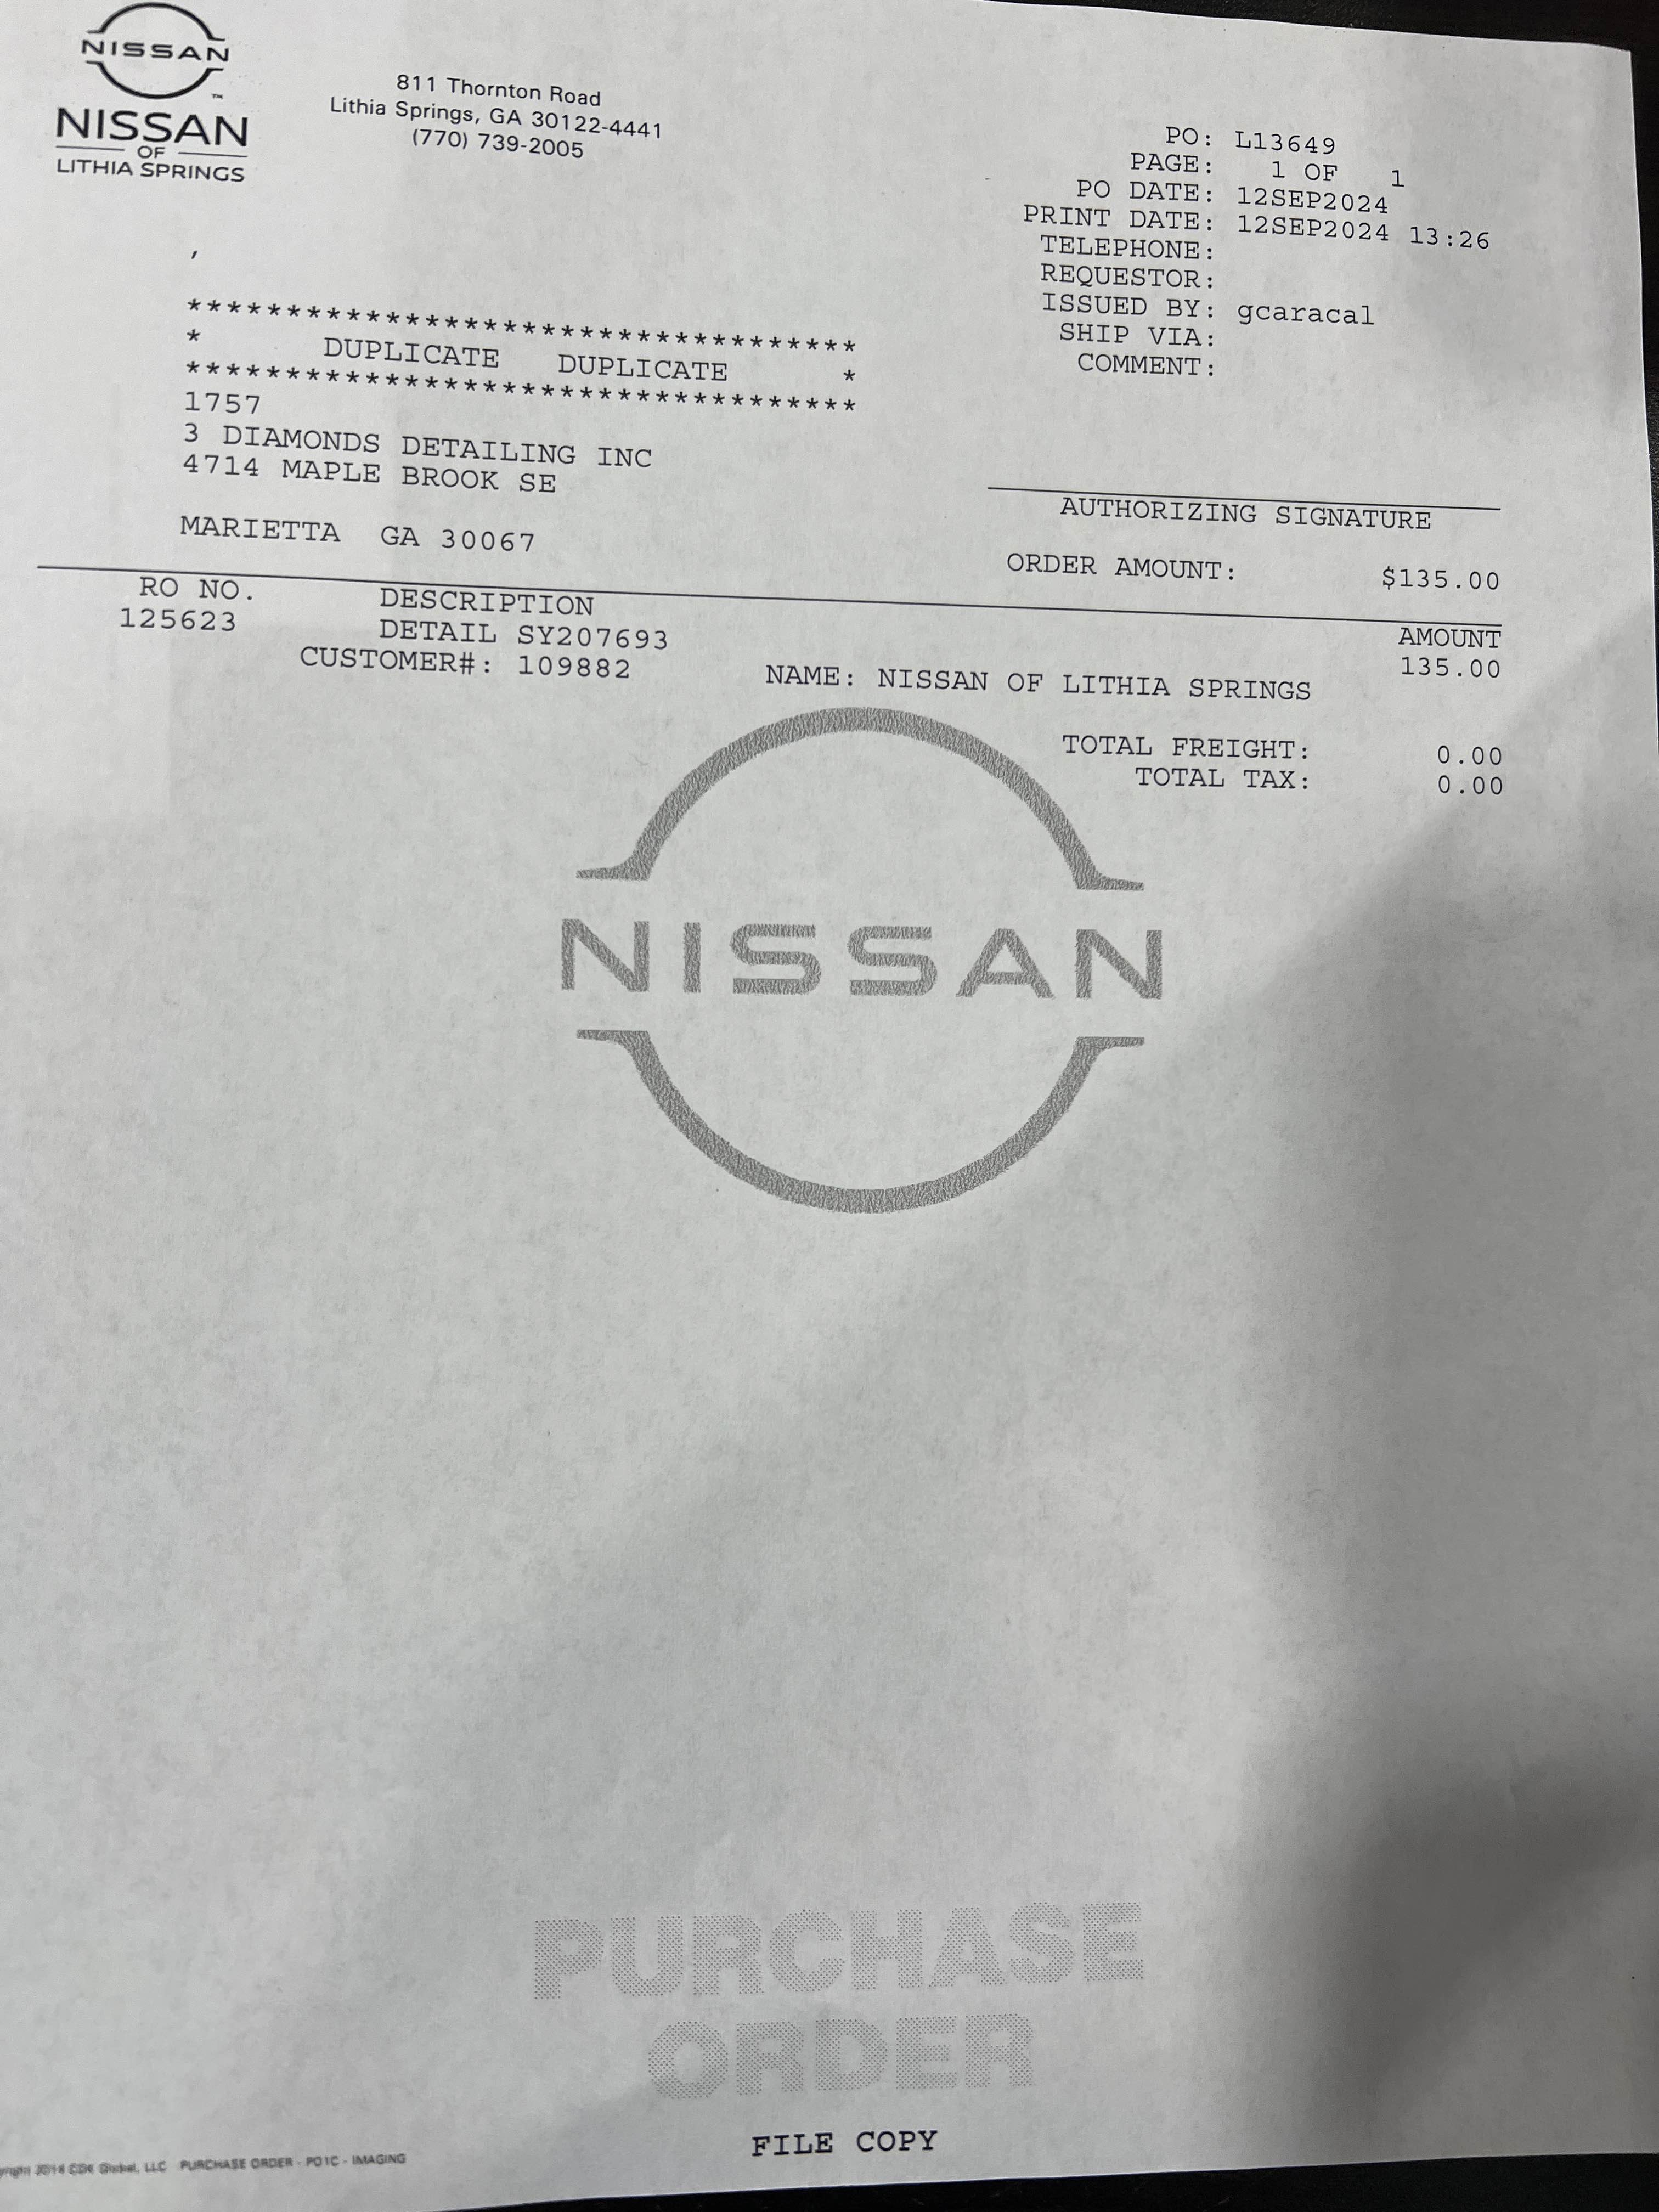 NISSAN
NISSAN
OF
LITHIA SPRINGS
811 Thornton Road
Lithia Springs, GA 30122-4441
(770) 739-2005
PO: L13649
PAGE: 1 OF 1
PO DATE: 12SEP2024
PRINT DATE: 12SEP2024 13:26
TELEPHONE:
REQUESTOR:
ISSUED BY: gcaracal
SHIP VIA:
COMMENT:
,
**********************************
* DUPLICATE DUPLICATE *
**********************************
1757
3 DIAMONDS DETAILING INC
4714 MAPLE BROOK SE
MARIETTA GA 30067
AUTHORIZING SIGNATURE
ORDER AMOUNT: $135.00
RO NO. DESCRIPTION AMOUNT
125623 DETAIL SY207693 135.00
CUSTOMER#: 109882 NAME: NISSAN OF LITHIA SPRINGS
TOTAL FREIGHT: 0.00
TOTAL TAX: 0.00
NISSAN
PURCHASE
ORDER
FILE COPY
LLC PURCHASE ORDER - PO1C - IMAGING